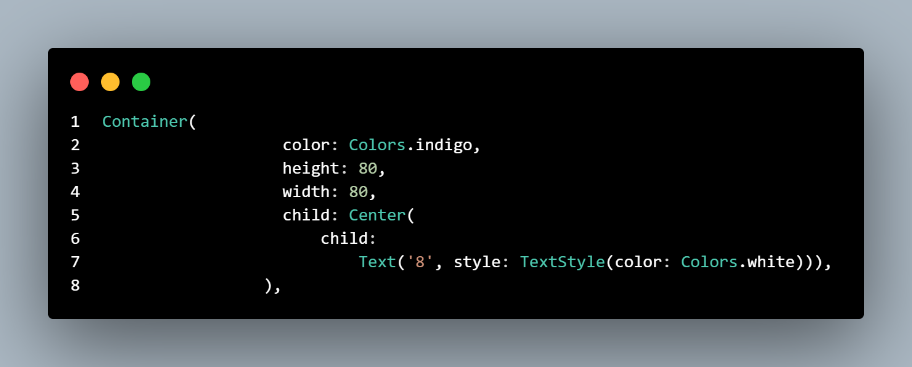 1 Container(
2 color: Colors.indigo,
3 height: 80,
4 width: 80,
5 child: Center(
6 child:
7 Text('8', style: TextStyle(color: Colors.white))),
8 ),